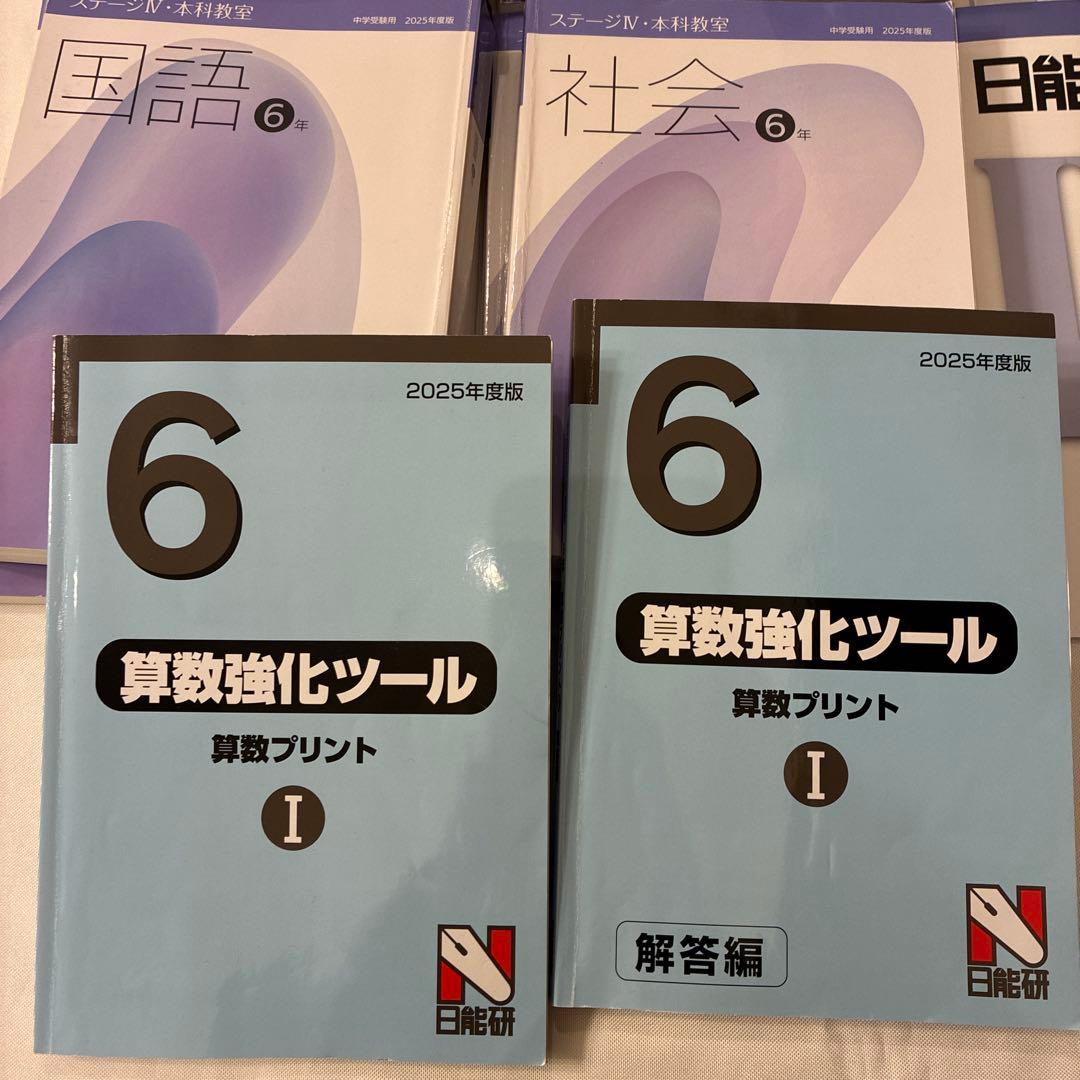 ステージⅣ・本科教室
中学受験用 2025年度版
国語 6年
ステージⅣ・本科教室
中学受験用 2025年度版
社会 6年
日能
6
2025年度版
算数強化ツール
算数プリント
I
N
日能研
6
2025年度版
算数強化ツール
算数プリント
I
解答編
N
日能研